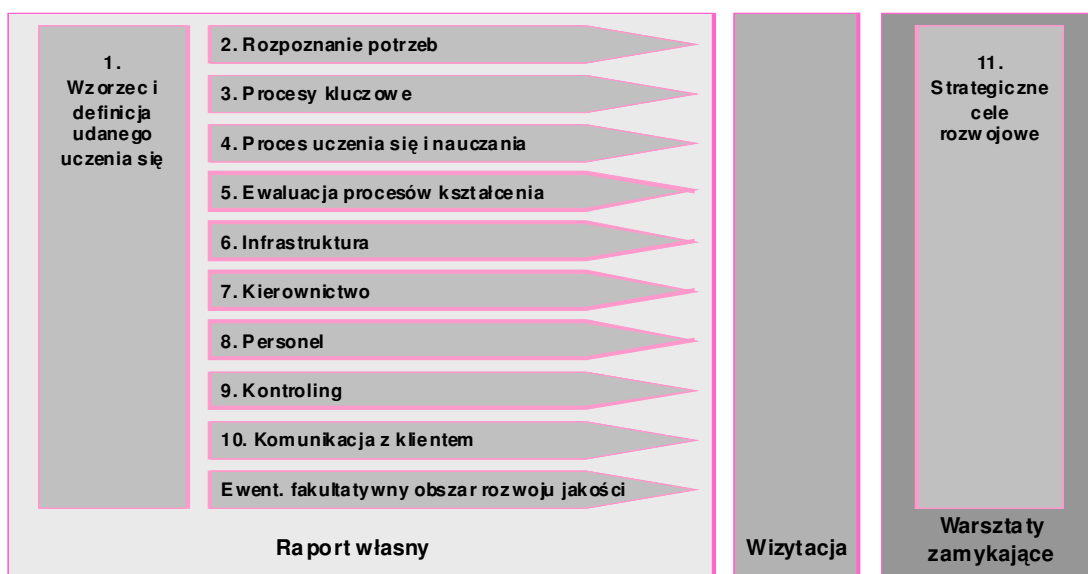 1.
Wzorzec i
definicja
udanego
uczenia się
2. Rozpoznanie potrzeb
3. Procesy kluczowe
4. Proces uczenia się i nauczania
5. Ewaluacja procesów kształcenia
6. Infrastruktura
7. Kierownictwo
8. Personel
9. Kontroling
10. Komunikacja z klientem
Ewent. fakultatywny obszar rozwoju jakości
Raport własny
Wizytacja
11.
Strategiczne
cele
rozwojowe
Warsztaty
zamykające